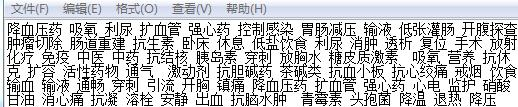 文件(F) 编辑(E) 格式(O) 查看(V) 帮助(H)
降血压药 吸氧 利尿 扩血管 强心药 控制感染 胃肠减压 输液 低张灌肠 开腹探查
肿瘤切除 肠道重建 抗生素 卧床 休息 低盐饮食 利尿 消肿 透析 复位 手术 放射
化疗 免疫 中医 中药 抗结核 胰岛素 穿刺 放胸水 糖皮质激素 吸氧 营养 抗休
克 扩容 活性药物 通气 激动剂 抗胆碱药 茶碱类 抗血小板 抗心绞痛 戒烟 饮食
输血 输液 通畅 穿刺 引流 开胸 镇痛 降血压药 扩血管 强心药 心电 监护 硝酸
甘油 消心痛 抗凝 溶栓 安静 出血 抗脑水肿 青霉素 头孢菌 降温 退热 降压